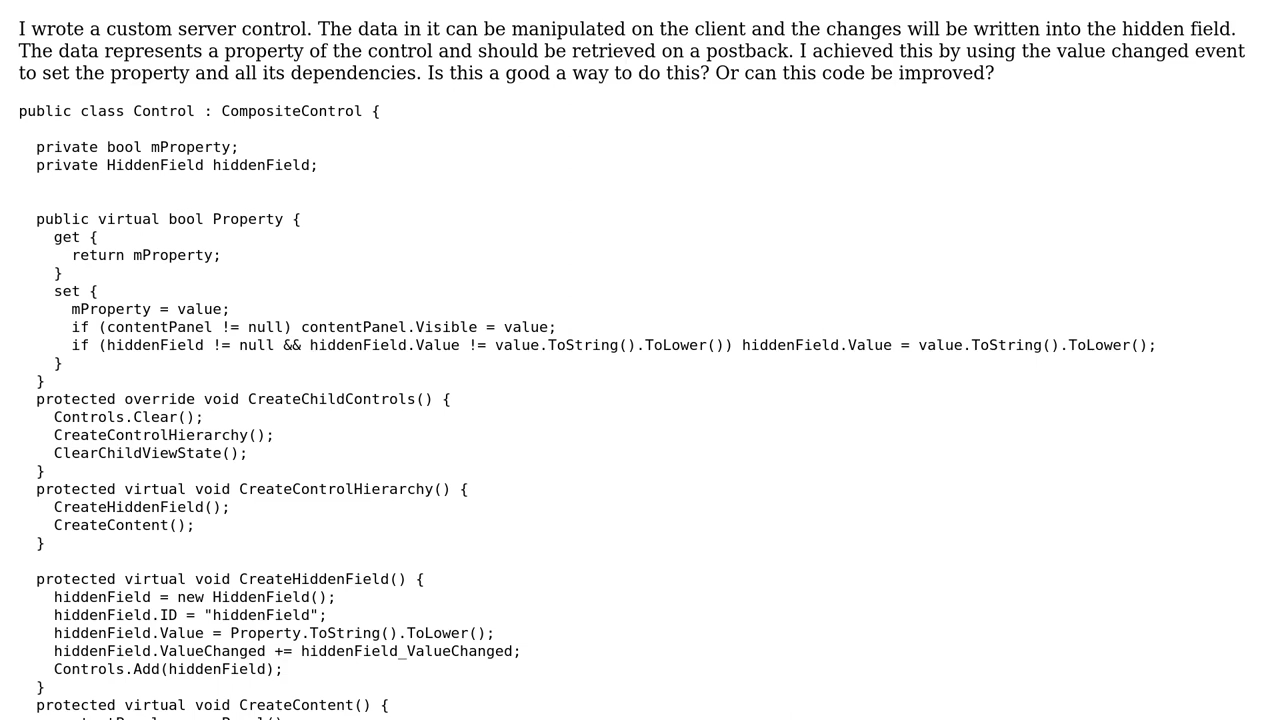 I wrote a custom server control. The data in it can be manipulated on the client and the changes will be written into the hidden field.
The data represents a property of the control and should be retrieved on a postback. I achieved this by using the value changed event
to set the property and all its dependencies. Is this a good a way to do this? Or can this code be improved?
public class Control : CompositeControl {
private bool mProperty;
private HiddenField hiddenField;
public virtual bool Property {
get {
return mProperty;
}
set {
mProperty = value;
if (contentPanel != null) contentPanel.Visible = value;
if (hiddenField != null && hiddenField.Value != value.ToString().ToLower()) hiddenField.Value = value.ToString().ToLower();
}
}
protected override void CreateChildControls() {
Controls.Clear();
CreateControlHierarchy();
ClearChildViewState();
}
protected virtual void CreateControlHierarchy() {
CreateHiddenField();
CreateContent();
}
protected virtual void CreateHiddenField() {
hiddenField = new HiddenField();
hiddenField.ID = "hiddenField";
hiddenField.Value = Property.ToString().ToLower();
hiddenField.ValueChanged += hiddenField_ValueChanged;
Controls.Add(hiddenField);
}
protected virtual void CreateContent() {